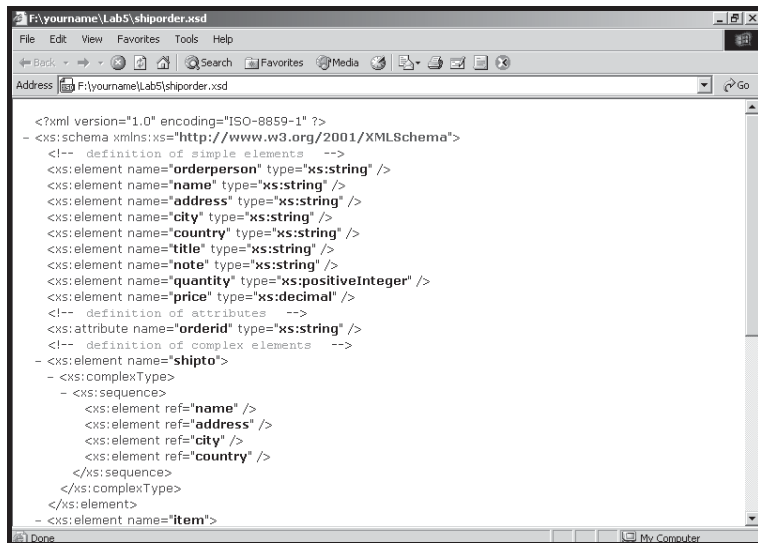 F:\yourname\Lab5\shiporder.xsd
File Edit View Favorites Tools Help
Back Search Favorites Media
Address F:\yourname\Lab5\shiporder.xsd Go
<?xml version="1.0" encoding="ISO-8859-1" ?>
- <xs:schema xmlns:xs="http://www.w3.org/2001/XMLSchema">
<!-- definition of simple elements -->
<xs:element name="orderperson" type="xs:string" />
<xs:element name="name" type="xs:string" />
<xs:element name="address" type="xs:string" />
<xs:element name="city" type="xs:string" />
<xs:element name="country" type="xs:string" />
<xs:element name="title" type="xs:string" />
<xs:element name="note" type="xs:string" />
<xs:element name="quantity" type="xs:positiveInteger" />
<xs:element name="price" type="xs:decimal" />
<!-- definition of attributes -->
<xs:attribute name="orderid" type="xs:string" />
<!-- definition of complex elements -->
- <xs:element name="shipto">
- <xs:complexType>
- <xs:sequence>
<xs:element ref="name" />
<xs:element ref="address" />
<xs:element ref="city" />
<xs:element ref="country" />
</xs:sequence>
</xs:complexType>
</xs:element>
- <xs:element name="item">
Done My Computer